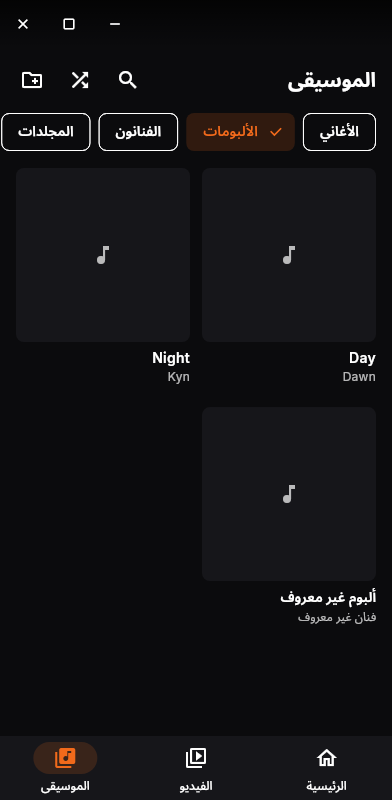 الموسيقى
الأغاني
الألبومات
الفنانون
المجلدات
Day
Dawn
Night
Kyn
ألبوم غير معروف
فنان غير معروف
الرئيسية
الفيديو
الموسيقى